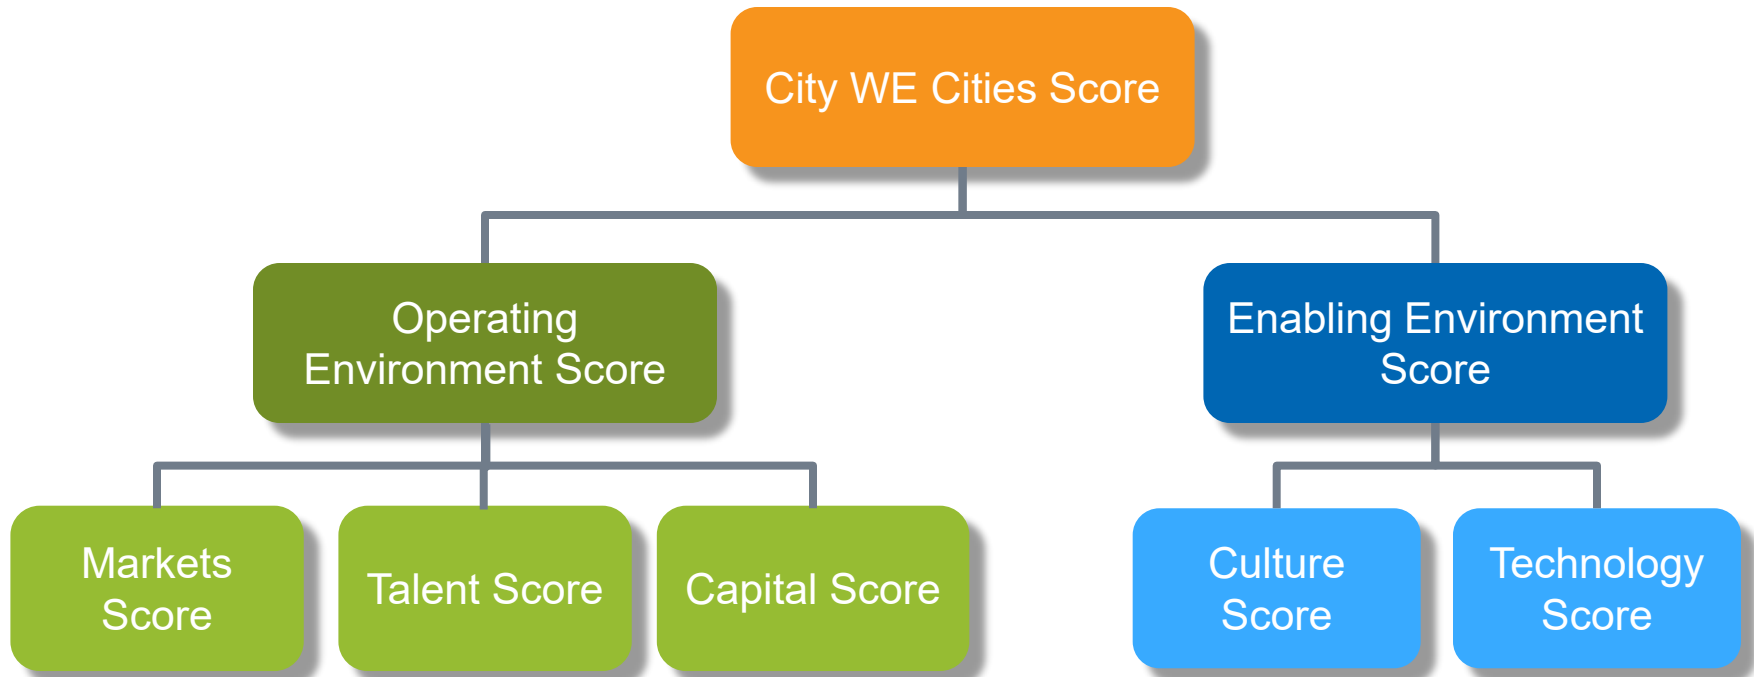 City WE Cities Score
Operating
Environment Score
Enabling Environment
Score
Markets
Score
Talent Score
Capital Score
Culture
Score
Technology
Score